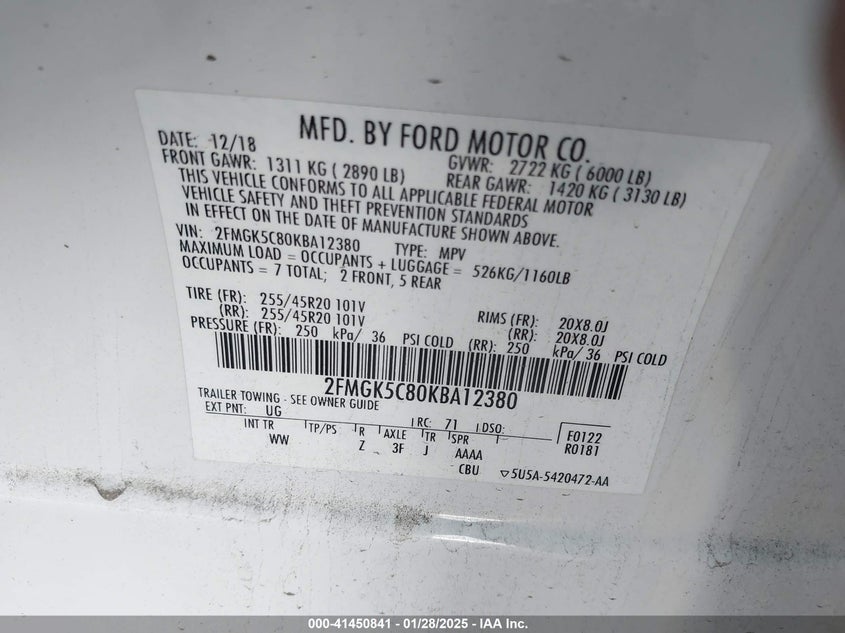 MFD. BY FORD MOTOR CO.
DATE: 12/18 GVWR: 2722 KG ( 6000 LB)
FRONT GAWR: 1311 KG ( 2890 LB) REAR GAWR: 1420 KG ( 3130 LB)
THIS VEHICLE CONFORMS TO ALL APPLICABLE FEDERAL MOTOR
VEHICLE SAFETY AND THEFT PREVENTION STANDARDS
IN EFFECT ON THE DATE OF MANUFACTURE SHOWN ABOVE.
VIN: 2FMGK5C80KBA12380 TYPE: MPV
MAXIMUM LOAD = OCCUPANTS + LUGGAGE = 526KG/1160LB
OCCUPANTS = 7 TOTAL; 2 FRONT, 5 REAR
TIRE (FR): 255/45R20 101V RIMS (FR): 20X8.0J
(RR): 255/45R20 101V (RR): 20X8.0J
PRESSURE (FR): 250 kPa/ 36 PSI COLD (RR): 250 kPa/ 36 PSI COLD
2FMGK5C80KBA12380
TRAILER TOWING - SEE OWNER GUIDE
EXT PNT: UG RC: 71 DSO: F0122
INT TR TP/PS R AXLE TR SPR R0181
WW Z 3F J AAAA
CBU ▽5U5A-5420472-AA
000-41450841 | 01/28/2025 - IAA Inc.